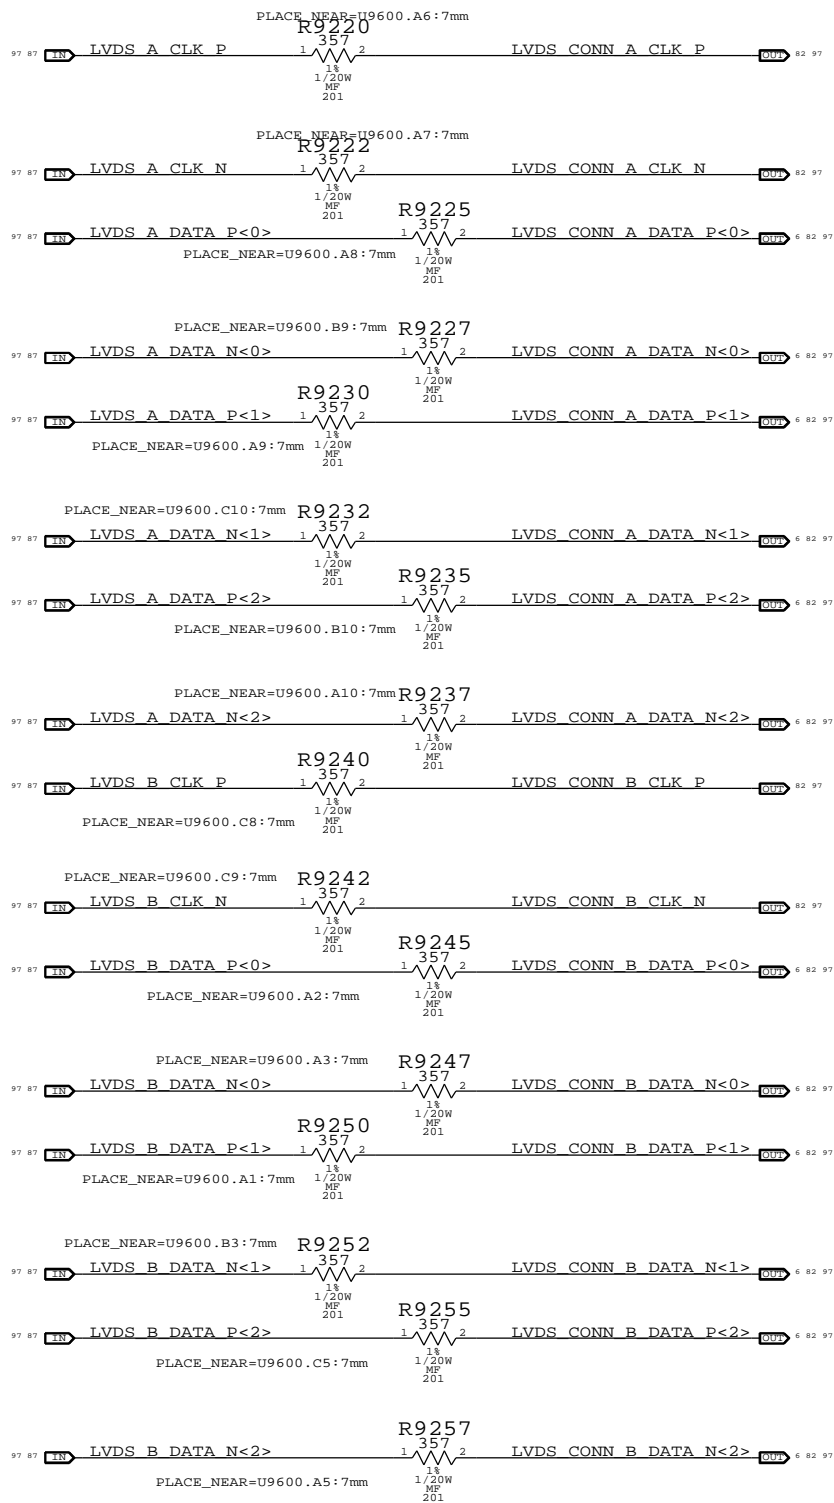 PLACE_NEAR=U9600.A6:7mm
R9220
357
97 87 IN LVDS_A_CLK_P 1 2 LVDS_CONN_A_CLK_P OUT 82 97
1%
1/20W
MF
201
PLACE_NEAR=U9600.A7:7mm
R9222
357
97 87 IN LVDS_A_CLK_N 1 2 LVDS_CONN_A_CLK_N OUT 82 97
1%
1/20W
MF
201
R9225
357
97 87 IN LVDS_A_DATA_P<0> 1 2 LVDS_CONN_A_DATA_P<0> OUT 6 82 97
PLACE_NEAR=U9600.A8:7mm
1%
1/20W
MF
201
PLACE_NEAR=U9600.B9:7mm R9227
357
97 87 IN LVDS_A_DATA_N<0> 1 2 LVDS_CONN_A_DATA_N<0> OUT 6 82 97
1%
1/20W
MF
201
R9230
357
97 87 IN LVDS_A_DATA_P<1> 1 2 LVDS_CONN_A_DATA_P<1> OUT 6 82 97
1%
1/20W
PLACE_NEAR=U9600.A9:7mm MF
201
PLACE_NEAR=U9600.C10:7mm R9232
357
97 87 IN LVDS_A_DATA_N<1> 1 2 LVDS_CONN_A_DATA_N<1> OUT 6 82 97
1%
1/20W
MF
201
R9235
357
97 87 IN LVDS_A_DATA_P<2> 1 2 LVDS_CONN_A_DATA_P<2> OUT 6 82 97
1%
PLACE_NEAR=U9600.B10:7mm 1/20W
MF
201
PLACE_NEAR=U9600.A10:7mm R9237
357
97 87 IN LVDS_A_DATA_N<2> 1 2 LVDS_CONN_A_DATA_N<2> OUT 6 82 97
1%
1/20W
MF
201
R9240
357
97 87 IN LVDS_B_CLK_P 1 2 LVDS_CONN_B_CLK_P OUT 82 97
1%
1/20W
PLACE_NEAR=U9600.C8:7mm MF
201
PLACE_NEAR=U9600.C9:7mm R9242
357
97 87 IN LVDS_B_CLK_N 1 2 LVDS_CONN_B_CLK_N OUT 82 97
1%
1/20W
MF
201
R9245
357
97 87 IN LVDS_B_DATA_P<0> 1 2 LVDS_CONN_B_DATA_P<0> OUT 6 82 97
1%
PLACE_NEAR=U9600.A2:7mm 1/20W
MF
201
PLACE_NEAR=U9600.A3:7mm R9247
357
97 87 IN LVDS_B_DATA_N<0> 1 2 LVDS_CONN_B_DATA_N<0> OUT 6 82 97
1%
1/20W
MF
201
R9250
357
97 87 IN LVDS_B_DATA_P<1> 1 2 LVDS_CONN_B_DATA_P<1> OUT 6 82 97
1%
PLACE_NEAR=U9600.A1:7mm 1/20W
MF
201
PLACE_NEAR=U9600.B3:7mm R9252
357
97 87 IN LVDS_B_DATA_N<1> 1 2 LVDS_CONN_B_DATA_N<1> OUT 6 82 97
1%
1/20W
MF
201
R9255
357
97 87 IN LVDS_B_DATA_P<2> 1 2 LVDS_CONN_B_DATA_P<2> OUT 6 82 97
1%
PLACE_NEAR=U9600.C5:7mm 1/20W
MF
201
R9257
357
97 87 IN LVDS_B_DATA_N<2> 1 2 LVDS_CONN_B_DATA_N<2> OUT 6 82 97
1%
PLACE_NEAR=U9600.A5:7mm 1/20W
MF
201